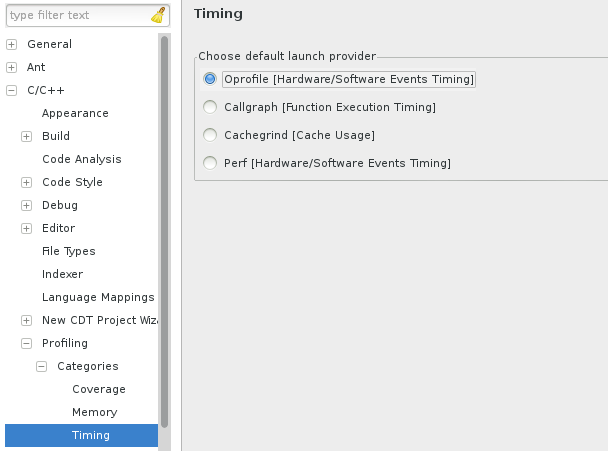 type filter text
General
Ant
C/C++
Appearance
Build
Code Analysis
Code Style
Debug
Editor
File Types
Indexer
Language Mappings
New CDT Project Wiz
Profiling
Categories
Coverage
Memory
Timing
Timing
Choose default launch provider
Oprofile [Hardware/Software Events Timing]
Callgraph [Function Execution Timing]
Cachegrind [Cache Usage]
Perf [Hardware/Software Events Timing]